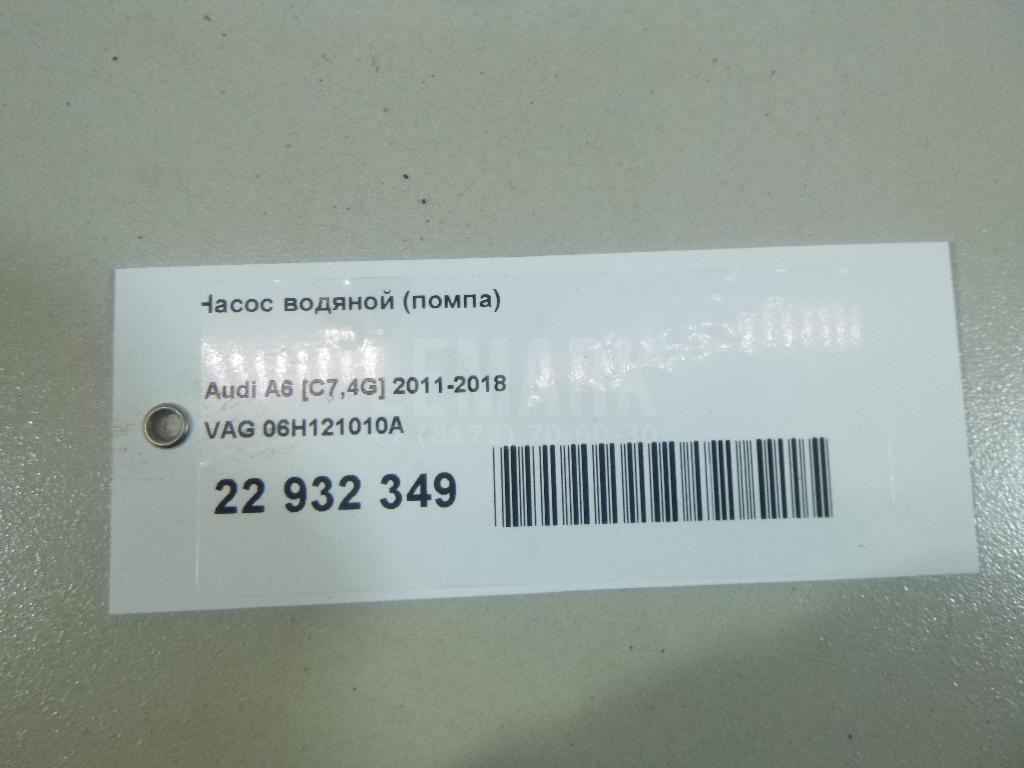 Насос водяной (помпа)
Audi A6 [C7,4G] 2011-2018
VAG 06H121010A
22 932 349